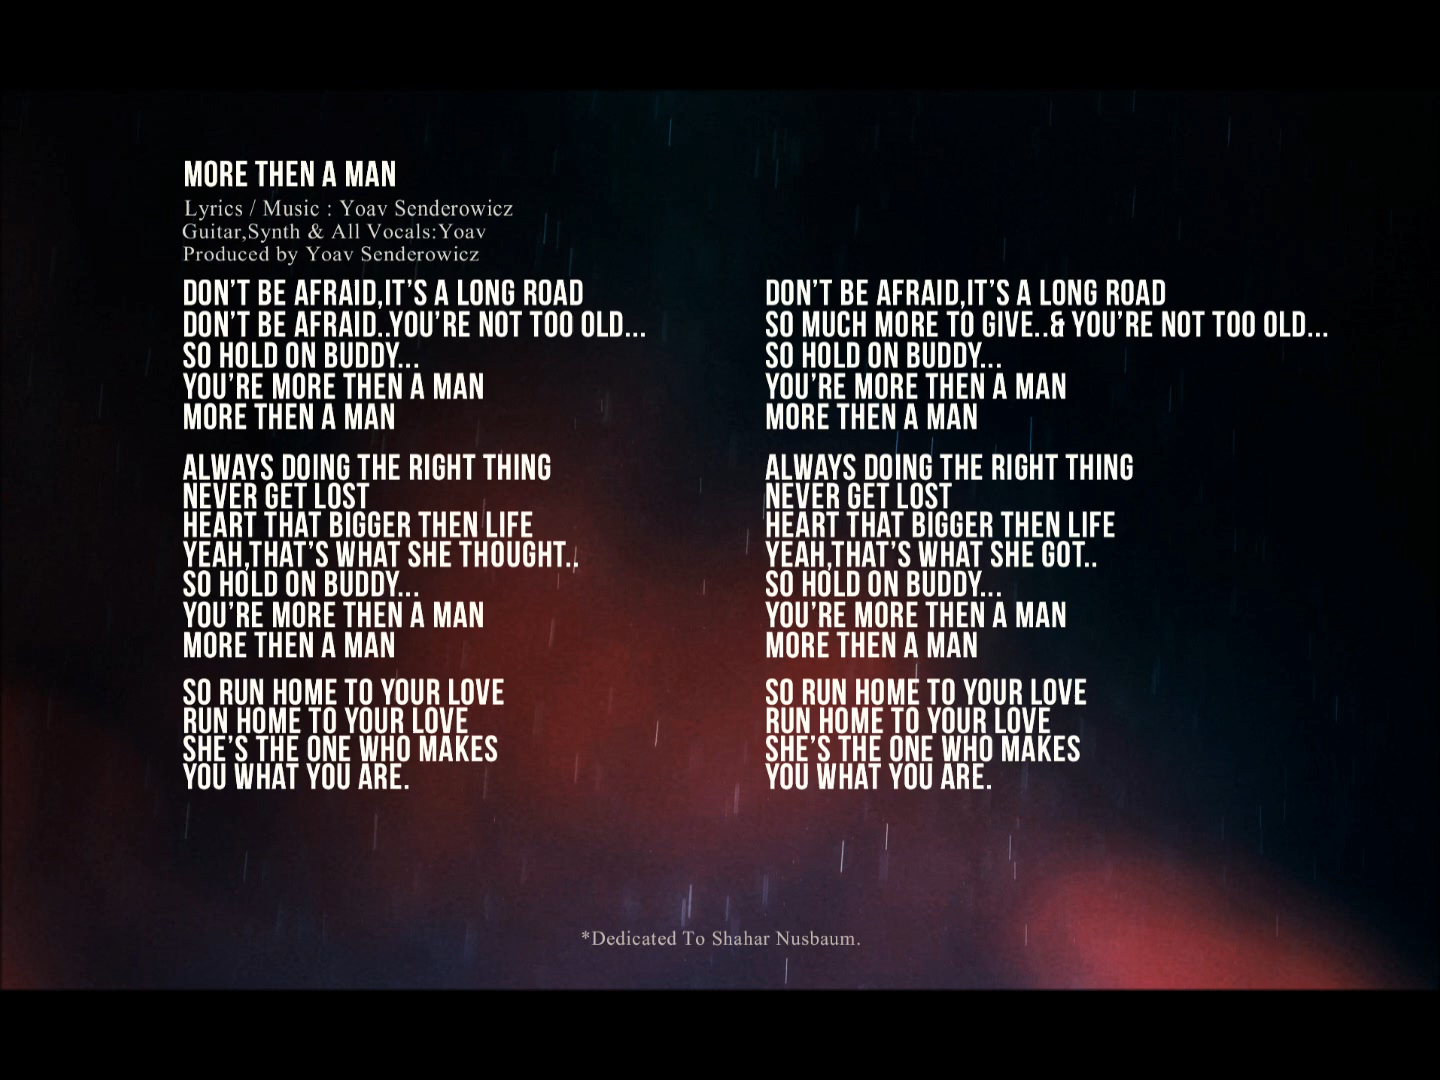 MORE THEN A MAN
Lyrics / Music : Yoav Senderowicz
Guitar,Synth & All Vocals:Yoav
Produced by Yoav Senderowicz
DON'T BE AFRAID,IT'S A LONG ROAD
DON'T BE AFRAID..YOU'RE NOT TOO OLD...
SO HOLD ON BUDDY...
YOU'RE MORE THEN A MAN
MORE THEN A MAN
ALWAYS DOING THE RIGHT THING
NEVER GET LOST
HEART THAT BIGGER THEN LIFE
YEAH,THAT'S WHAT SHE THOUGHT..
SO HOLD ON BUDDY...
YOU'RE MORE THEN A MAN
MORE THEN A MAN
SO RUN HOME TO YOUR LOVE
RUN HOME TO YOUR LOVE
SHE'S THE ONE WHO MAKES
YOU WHAT YOU ARE.
DON'T BE AFRAID,IT'S A LONG ROAD
SO MUCH MORE TO GIVE..& YOU'RE NOT TOO OLD...
SO HOLD ON BUDDY...
YOU'RE MORE THEN A MAN
MORE THEN A MAN
ALWAYS DOING THE RIGHT THING
NEVER GET LOST
HEART THAT BIGGER THEN LIFE
YEAH,THAT'S WHAT SHE GOT..
SO HOLD ON BUDDY...
YOU'RE MORE THEN A MAN
MORE THEN A MAN
SO RUN HOME TO YOUR LOVE
RUN HOME TO YOUR LOVE
SHE'S THE ONE WHO MAKES
YOU WHAT YOU ARE.
*Dedicated To Shahar Nusbaum.